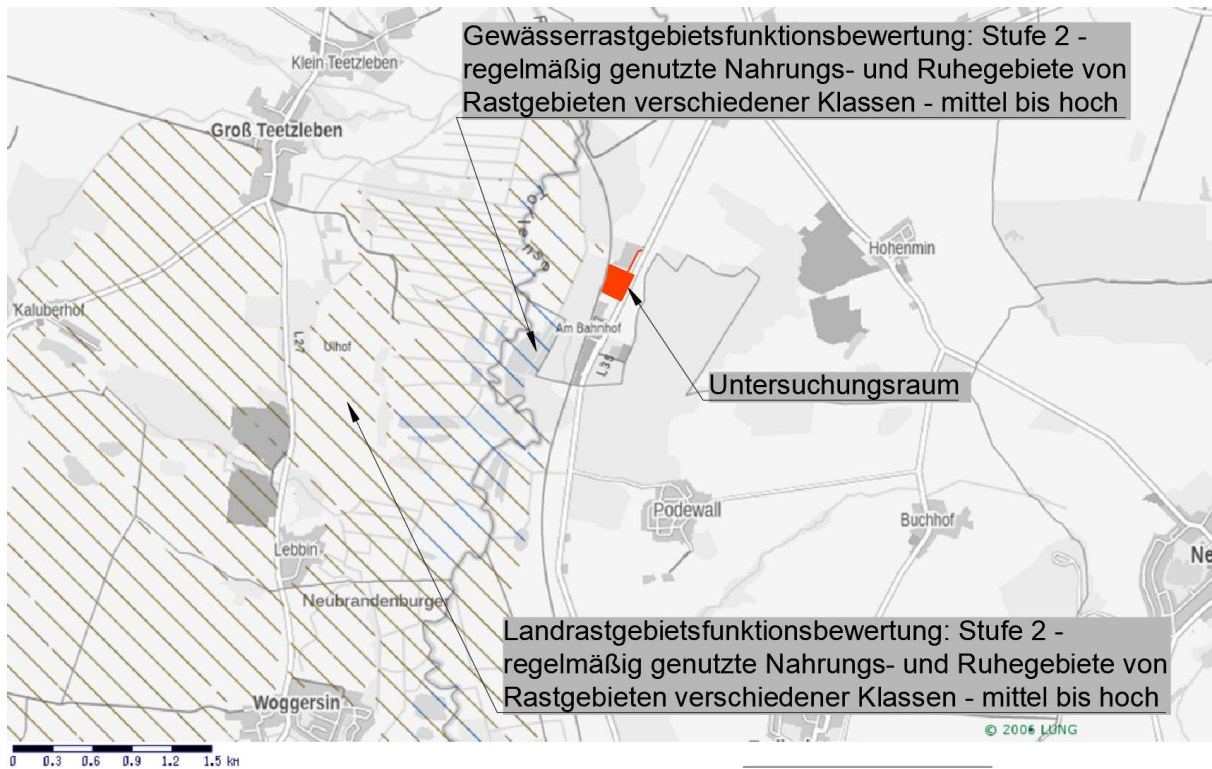 Gewässerrastgebietsfunktionsbewertung: Stufe 2 -
regelmäßig genutzte Nahrungs- und Ruhegebiete von
Rastgebieten verschiedener Klassen - mittel bis hoch
Klein Teetzleben
Groß Teetzleben
Tollense
Hohenmin
Kaluberhof
L27
Ulhof
Am Bahnhof
L35
Untersuchungsraum
Podewall
Buchhof
Lebbin
Ne
Neubrandenburger
Landrastgebietsfunktionsbewertung: Stufe 2 -
regelmäßig genutzte Nahrungs- und Ruhegebiete von
Rastgebieten verschiedener Klassen - mittel bis hoch
Woggersin
© 2006 LUNG
0 0.3 0.6 0.9 1.2 1.5 km